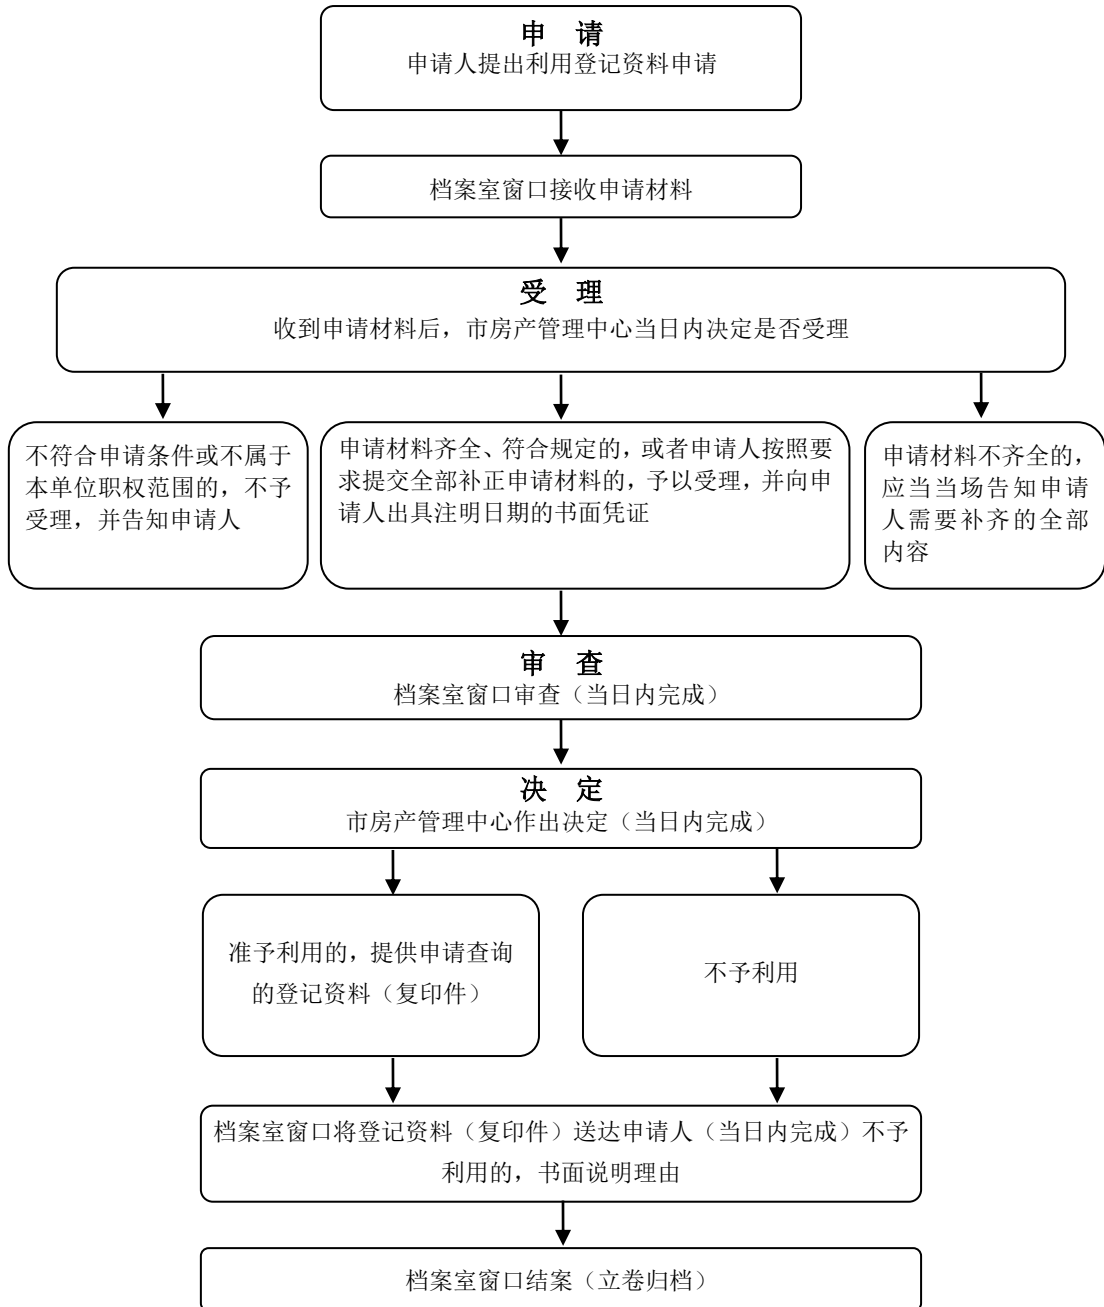 申 请
申请人提出利用登记资料申请
档案室窗口接收申请材料
受 理
收到申请材料后，市房产管理中心当日内决定是否受理
不符合申请条件或不属于
本单位职权范围的，不予
受理，并告知申请人
申请材料齐全、符合规定的，或者申请人按照要
求提交全部补正申请材料的，予以受理，并向申
请人出具注明日期的书面凭证
申请材料不齐全的，
应当当场告知申请
人需要补齐的全部
内容
审 查
档案室窗口审查（当日内完成）
决 定
市房产管理中心作出决定（当日内完成）
准予利用的，提供申请查询
的登记资料（复印件）
不予利用
档案室窗口将登记资料（复印件）送达申请人（当日内完成）不予
利用的，书面说明理由
档案室窗口结案（立卷归档）